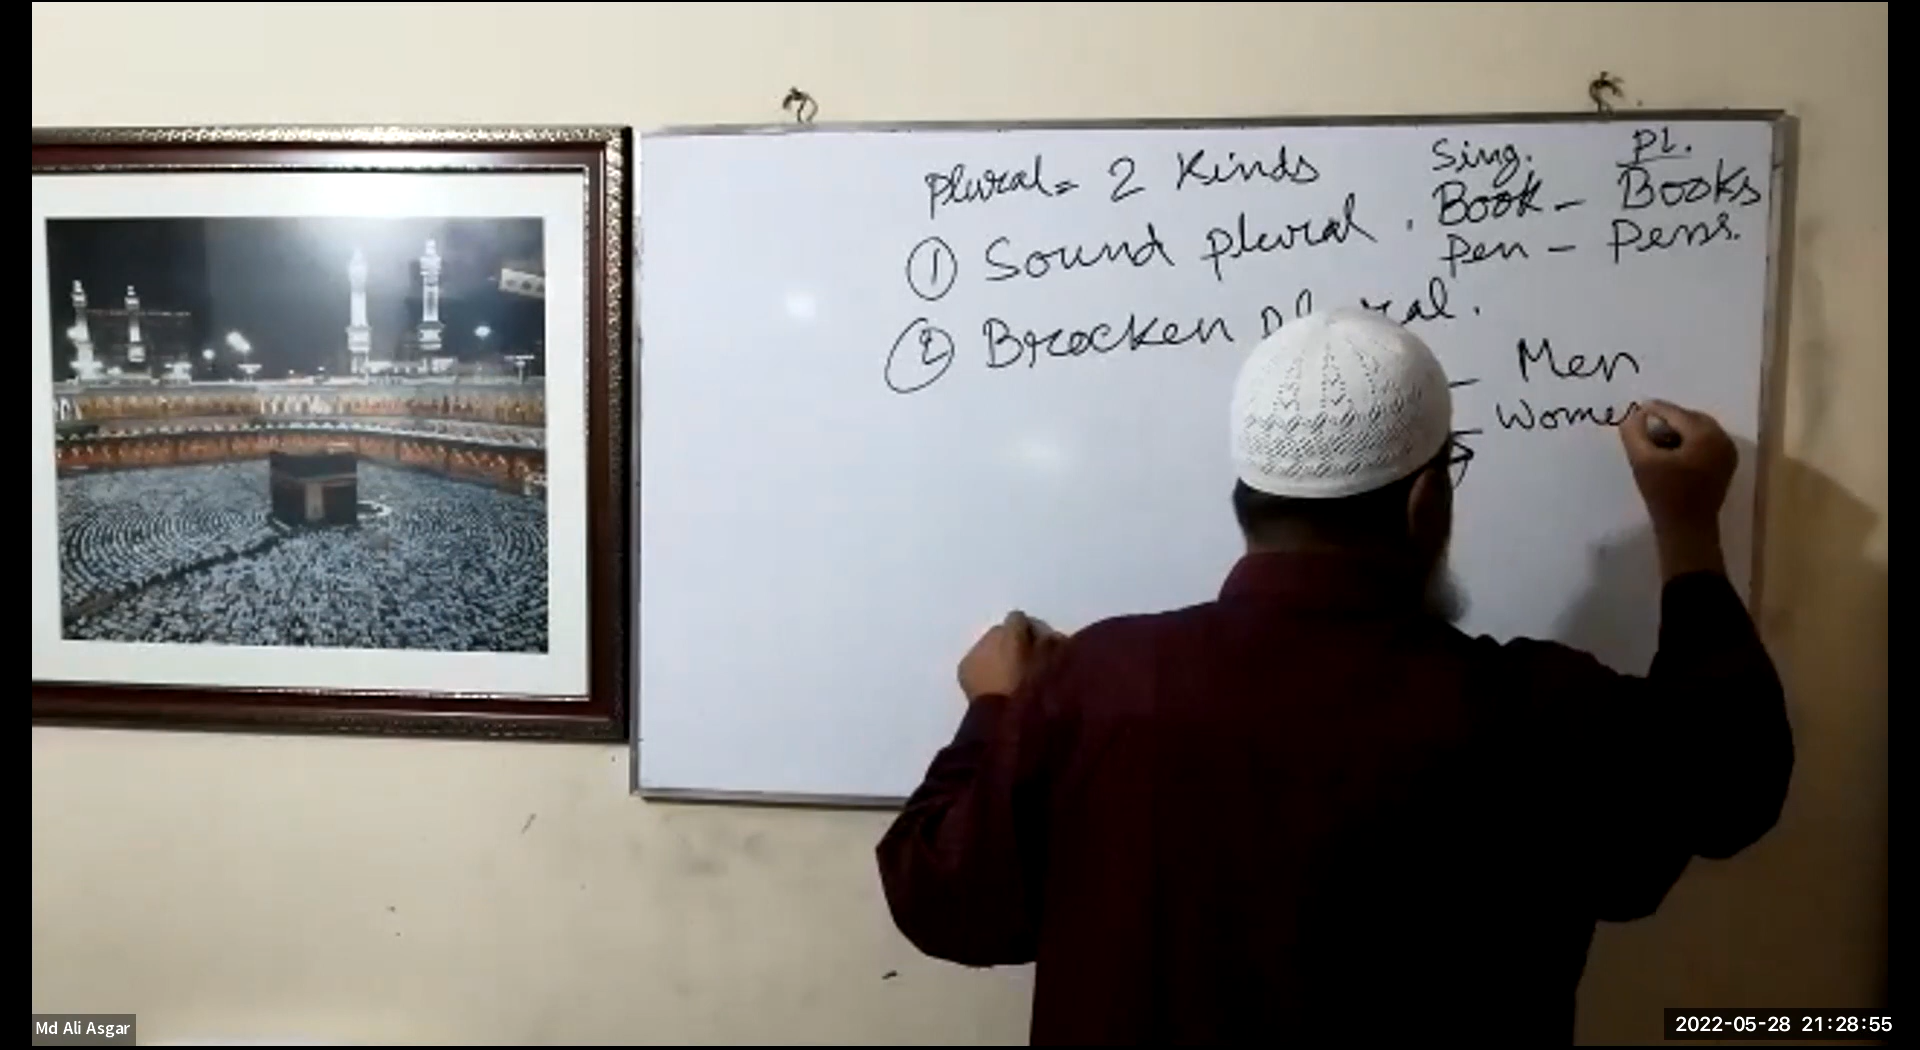 Plural = 2 Kinds
① Sound plural .
② Brocken plural.
Sing. Pl.
Book - Books
Pen - Pens.
- Men
- Women
Md Ali Asgar
2022-05-28 21:28:55